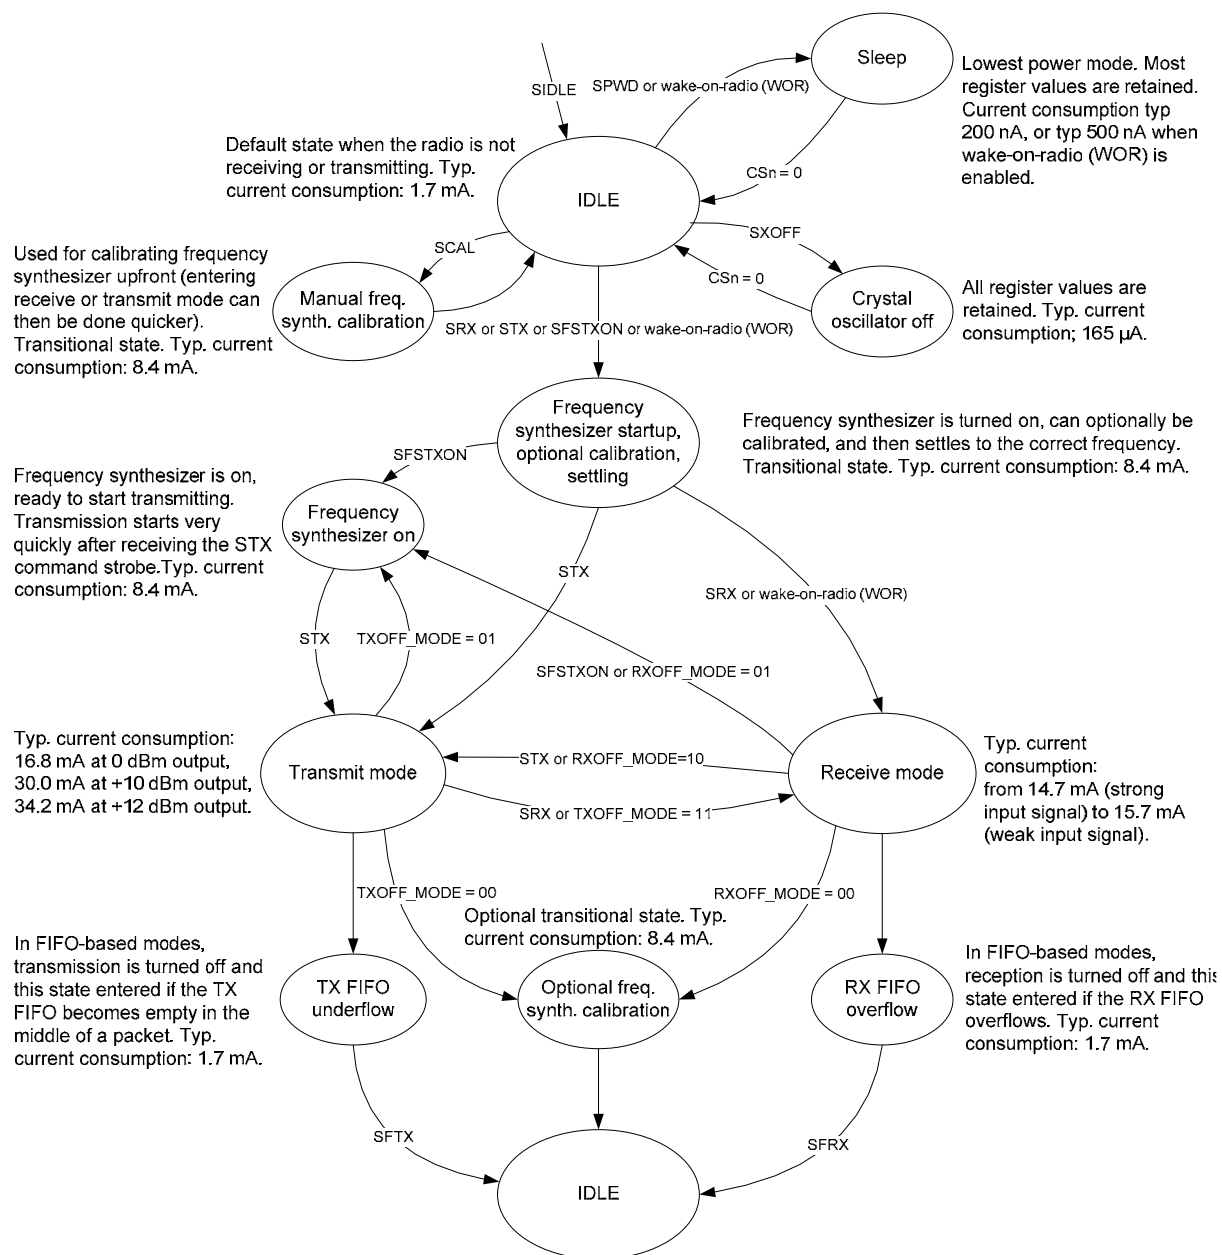 Sleep
Lowest power mode. Most
register values are retained.
Current consumption typ
200 nA, or typ 500 nA when
wake-on-radio (WOR) is
enabled.
SIDLE
SPWD or wake-on-radio (WOR)
Default state when the radio is not
receiving or transmitting. Typ.
current consumption: 1.7 mA.
IDLE
CSn = 0
SXOFF
SCAL
CSn = 0
Used for calibrating frequency
synthesizer upfront (entering
receive or transmit mode can
then be done quicker).
Transitional state. Typ. current
consumption: 8.4 mA.
Manual freq.
synth. calibration
SRX or STX or SFSTXON or wake-on-radio (WOR)
Crystal
oscillator off
All register values are
retained. Typ. current
consumption; 165 µA.
Frequency
synthesizer startup,
optional calibration,
settling
Frequency synthesizer is turned on, can optionally be
calibrated, and then settles to the correct frequency.
Transitional state. Typ. current consumption: 8.4 mA.
SFSTXON
Frequency synthesizer is on,
ready to start transmitting.
Transmission starts very
quickly after receiving the STX
command strobe.Typ. current
consumption: 8.4 mA.
Frequency
synthesizer on
STX
SRX or wake-on-radio (WOR)
STX
TXOFF_MODE = 01
SFSTXON or RXOFF_MODE = 01
Typ. current consumption:
16.8 mA at 0 dBm output,
30.0 mA at +10 dBm output,
34.2 mA at +12 dBm output.
Transmit mode
STX or RXOFF_MODE=10
SRX or TXOFF_MODE = 11
Receive mode
Typ. current
consumption:
from 14.7 mA (strong
input signal) to 15.7 mA
(weak input signal).
TXOFF_MODE = 00
RXOFF_MODE = 00
Optional transitional state. Typ.
current consumption: 8.4 mA.
In FIFO-based modes,
transmission is turned off and
this state entered if the TX
FIFO becomes empty in the
middle of a packet. Typ.
current consumption: 1.7 mA.
TX FIFO
underflow
Optional freq.
synth. calibration
RX FIFO
overflow
In FIFO-based modes,
reception is turned off and this
state entered if the RX FIFO
overflows. Typ. current
consumption: 1.7 mA.
SFTX
SFRX
IDLE